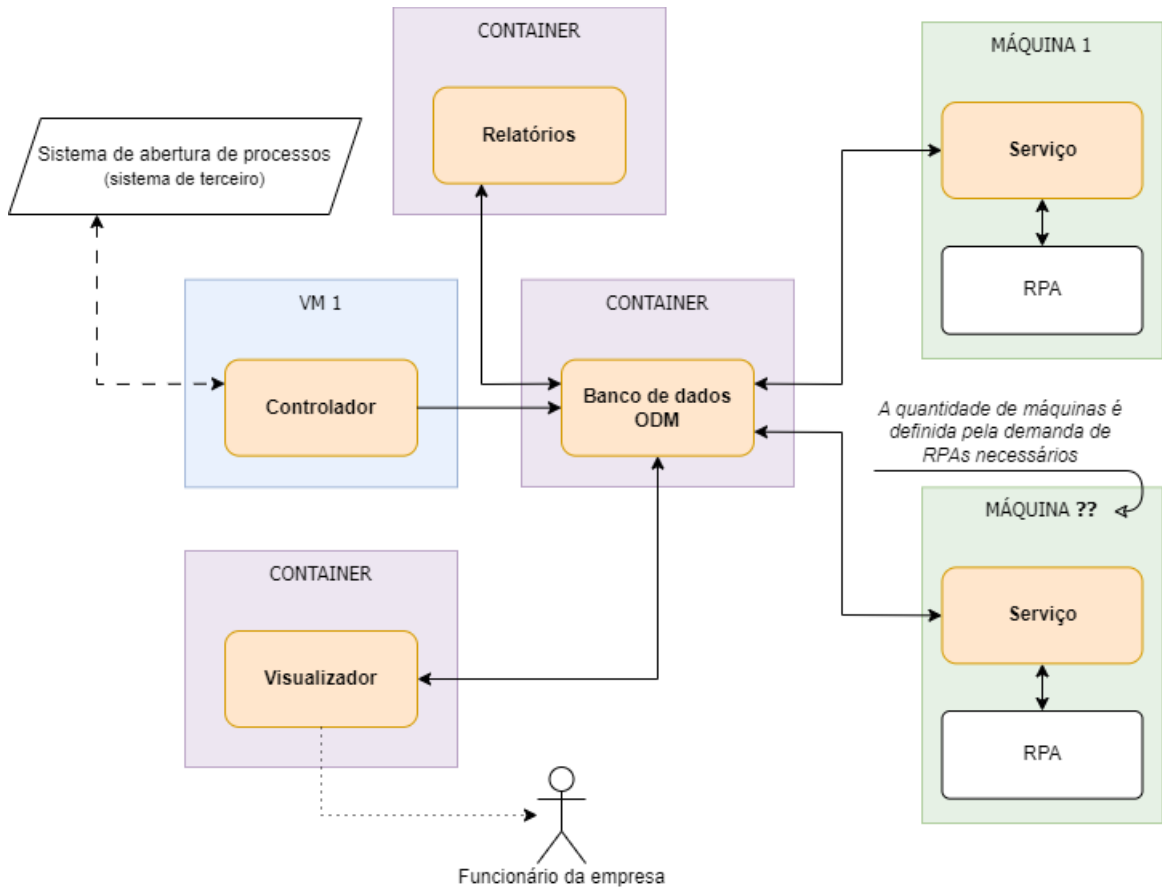 CONTAINER
Relatórios
MÁQUINA 1
Serviço
RPA
Sistema de abertura de processos
(sistema de terceiro)
VM 1
Controlador
CONTAINER
Banco de dados
ODM
A quantidade de máquinas é
definida pela demanda de
RPAs necessários
MÁQUINA ??
Serviço
RPA
CONTAINER
Visualizador
Funcionário da empresa